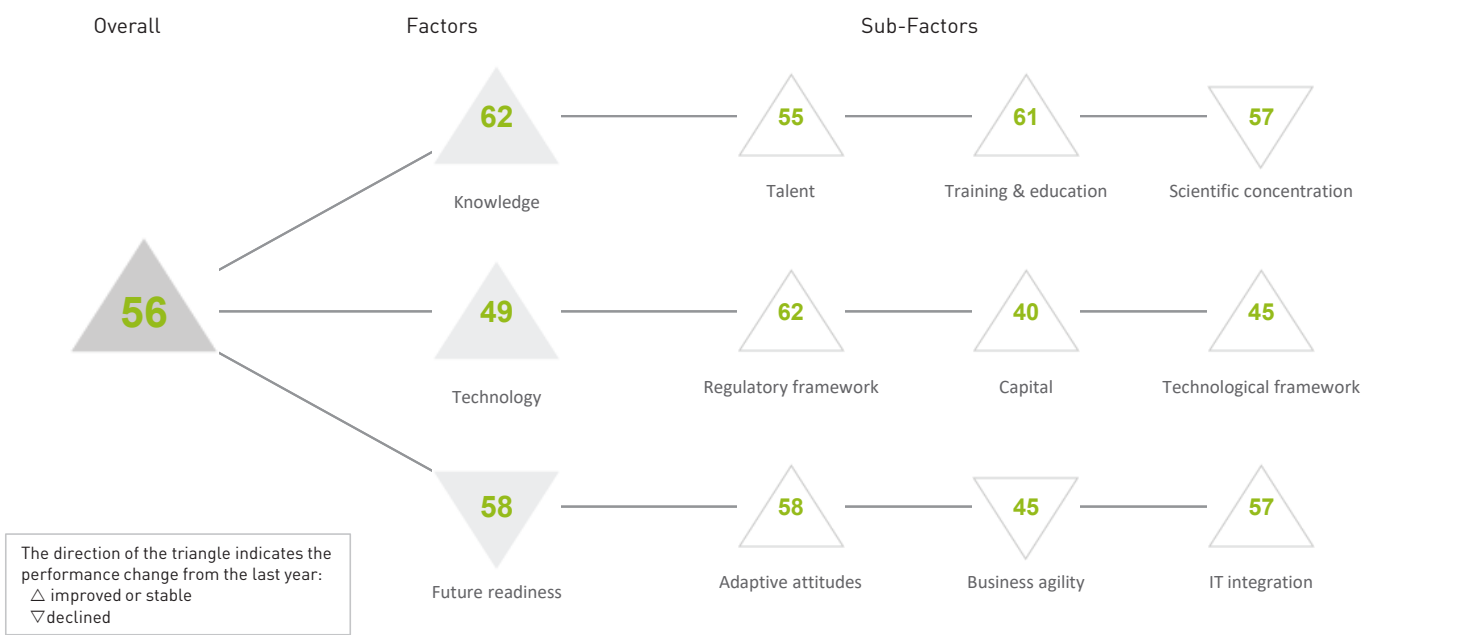 Overall
Factors
Sub-Factors
62
55
61
57
Knowledge
Talent
Training & education
Scientific concentration
56
49
62
40
45
Technology
Regulatory framework
Capital
Technological framework
58
58
45
57
Future readiness
Adaptive attitudes
Business agility
IT integration
The direction of the triangle indicates the
performance change from the last year:
△ improved or stable
▽declined